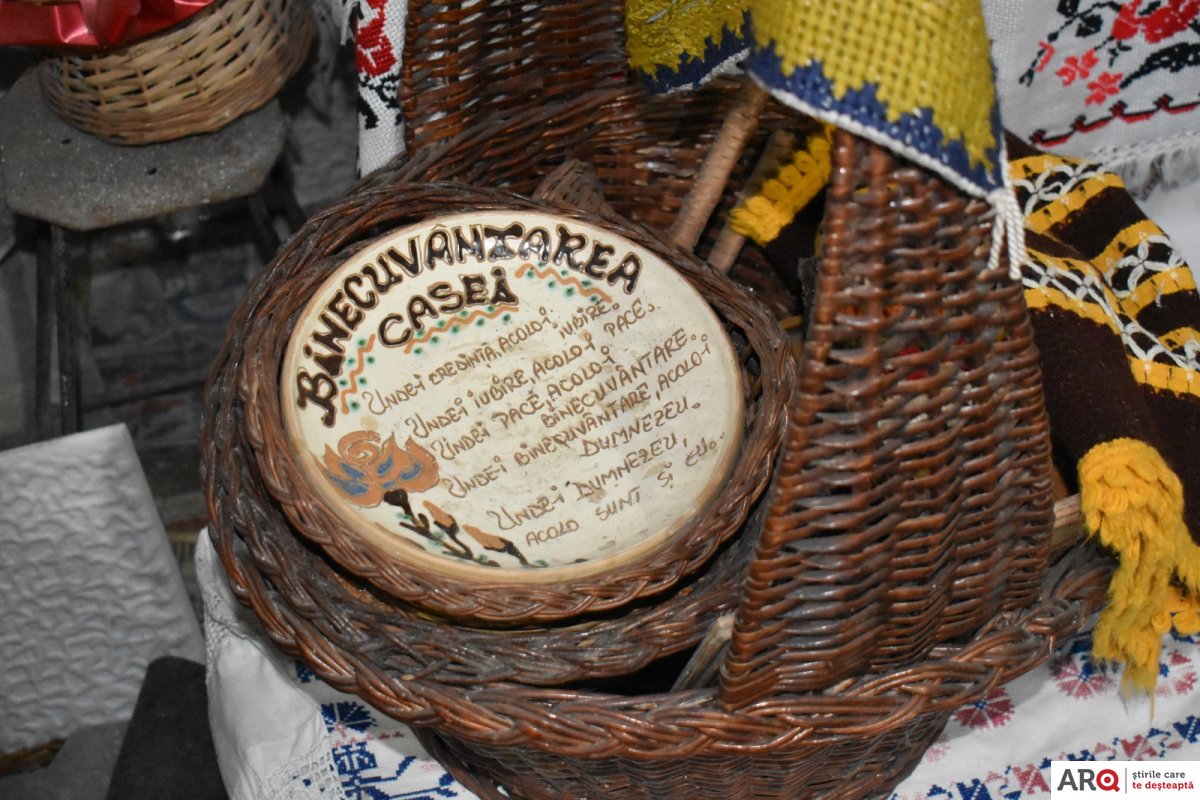 BINECUVÂNTAREA
CASEI
UNDE-I CREDINȚĂ, ACOLO-I IUBIRE.
UNDE-I IUBIRE, ACOLO-I PACE.
UNDE-I PACE, ACOLO-I
BINECUVÂNTARE.
UNDE-I BINECUVÂNTARE, ACOLO-I
DUMNEZEU.
UNDE-I DUMNEZEU,
ACOLO SUNT ȘI EU.
ARQ
știrile care
te deșteaptă